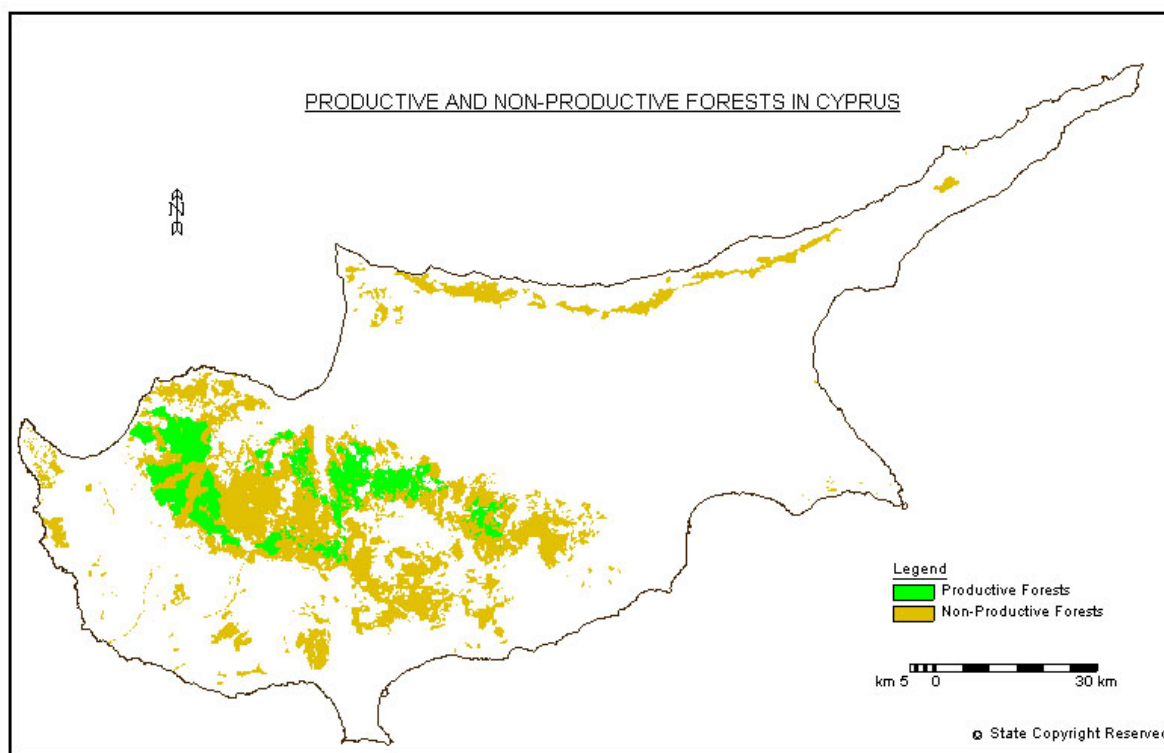 PRODUCTIVE AND NON-PRODUCTIVE FORESTS IN CYPRUS
N
Legend
Productive Forests
Non-Productive Forests
km 5 0 30 km
© State Copyright Reserved